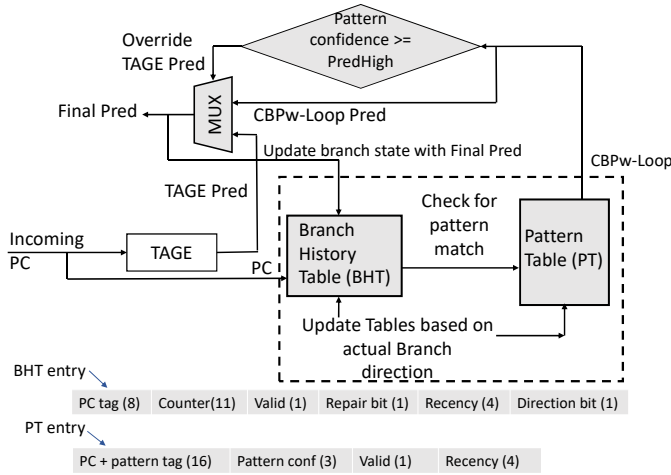 Pattern
confidence >=
PredHigh
Override
TAGE Pred
MUX
Final Pred
CBPw-Loop Pred
Update branch state with Final Pred
CBPw-Loop
TAGE Pred
Check for
pattern
match
Branch
History
Table (BHT)
Pattern
Table (PT)
Incoming
PC
TAGE
PC
Update Tables based on
actual Branch
direction
BHT entry
PC tag (8) Counter(11) Valid (1) Repair bit (1) Recency (4) Direction bit (1)
PT entry
PC + pattern tag (16) Pattern conf (3) Valid (1) Recency (4)